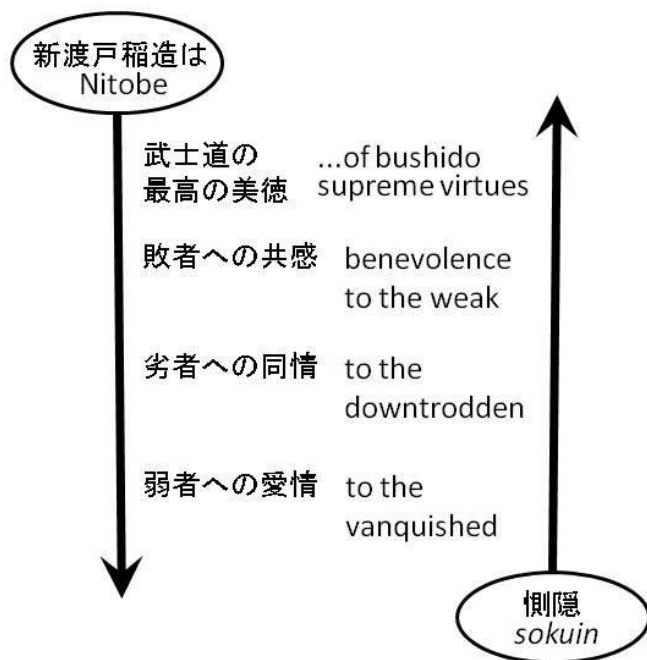 新渡戸稲造は
Nitobe
武士道の
最高の美徳
...of bushido
supreme virtues
敗者への共感
benevolence
to the weak
劣者への同情
to the
downtrodden
弱者への愛情
to the
vanquished
惻隠
sokuin